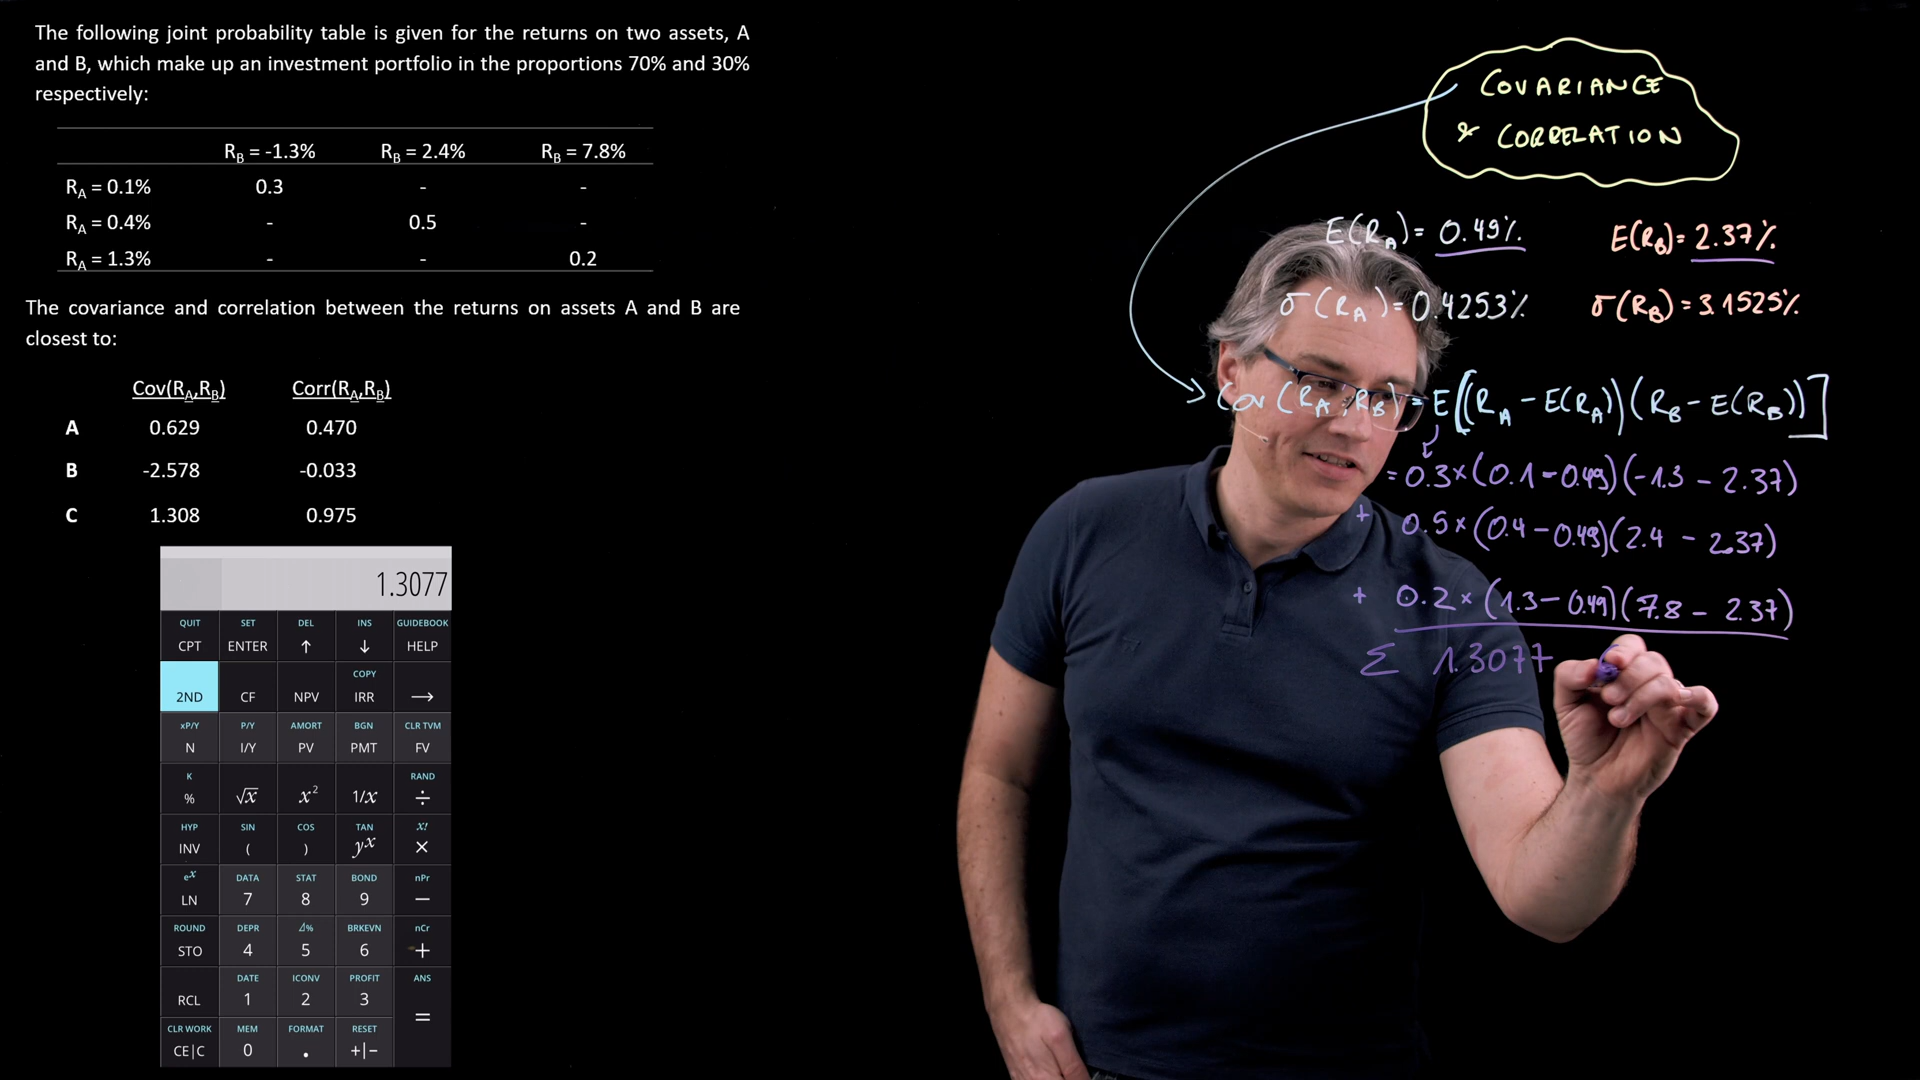 The following joint probability table is given for the returns on two assets, A
and B, which make up an investment portfolio in the proportions 70% and 30%
respectively:
R_B = -1.3% R_B = 2.4% R_B = 7.8%
R_A = 0.1% 0.3 - -
R_A = 0.4% - 0.5 -
R_A = 1.3% - - 0.2
The covariance and correlation between the returns on assets A and B are
closest to:
Cov(R_A,R_B) Corr(R_A,R_B)
A 0.629 0.470
B -2.578 -0.033
C 1.308 0.975
1.3077
QUIT SET DEL INS GUIDEBOOK
CPT ENTER ↑ ↓ HELP
COPY
2ND CF NPV IRR →
xP/Y P/Y AMORT BGN CLR TVM
N I/Y PV PMT FV
K RAND
% √x x² 1/x ÷
HYP SIN COS TAN x!
INV ( ) yˣ ×
eˣ DATA STAT BOND nPr
LN 7 8 9 −
ROUND DEPR Δ% BRKEVN nCr
STO 4 5 6 +
DATE ICONV PROFIT ANS
RCL 1 2 3 =
CLR WORK MEM FORMAT RESET
CE|C 0 . +|−
COVARIANCE
& CORRELATION
E(R_A) = 0.49% E(R_B) = 2.37%
σ(R_A) = 0.4253% σ(R_B) = 3.1525%
Cov(R_A; R_B) = E[(R_A − E(R_A))(R_B − E(R_B))]
= 0.3×(0.1−0.49)(−1.3 − 2.37)
+ 0.5×(0.4−0.49)(2.4 − 2.37)
+ 0.2×(1.3−0.49)(7.8 − 2.37)
Σ 1.3077